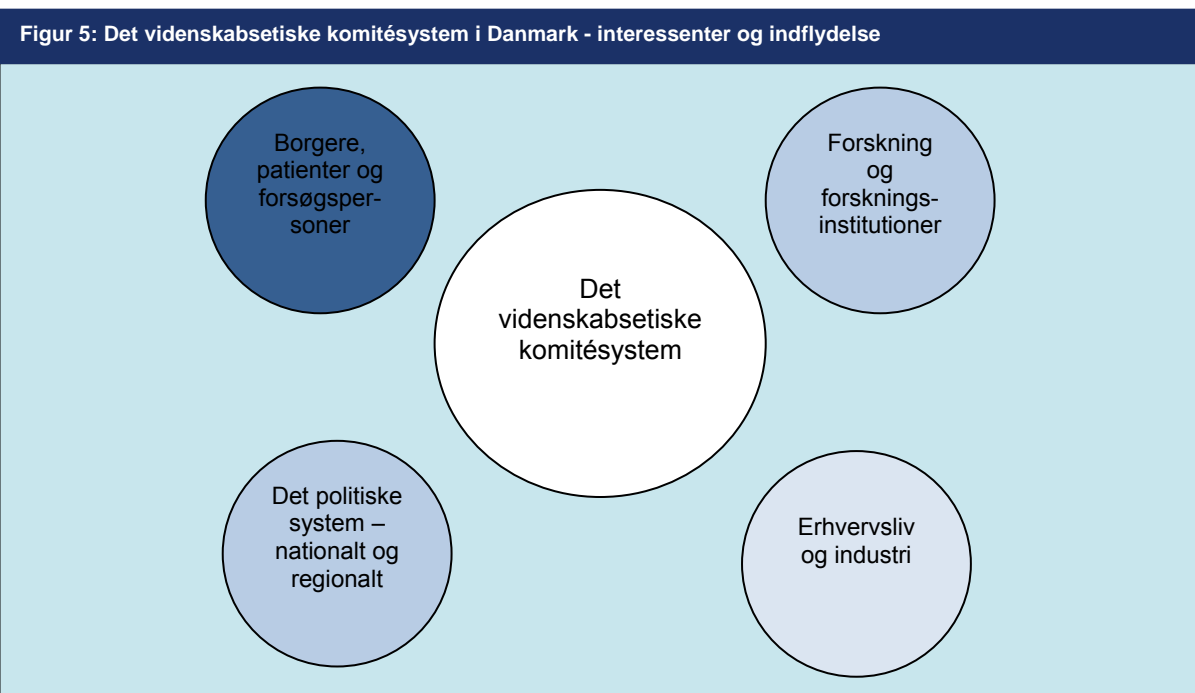 Figur 5: Det videnskabsetiske komitésystem i Danmark - interessenter og indflydelse
Borgere,
patienter og
forsøgsper-
soner
Forskning
og
forsknings-
institutioner
Det
videnskabsetiske
komitésystem
Det politiske
system –
nationalt og
regionalt
Erhvervsliv
og industri